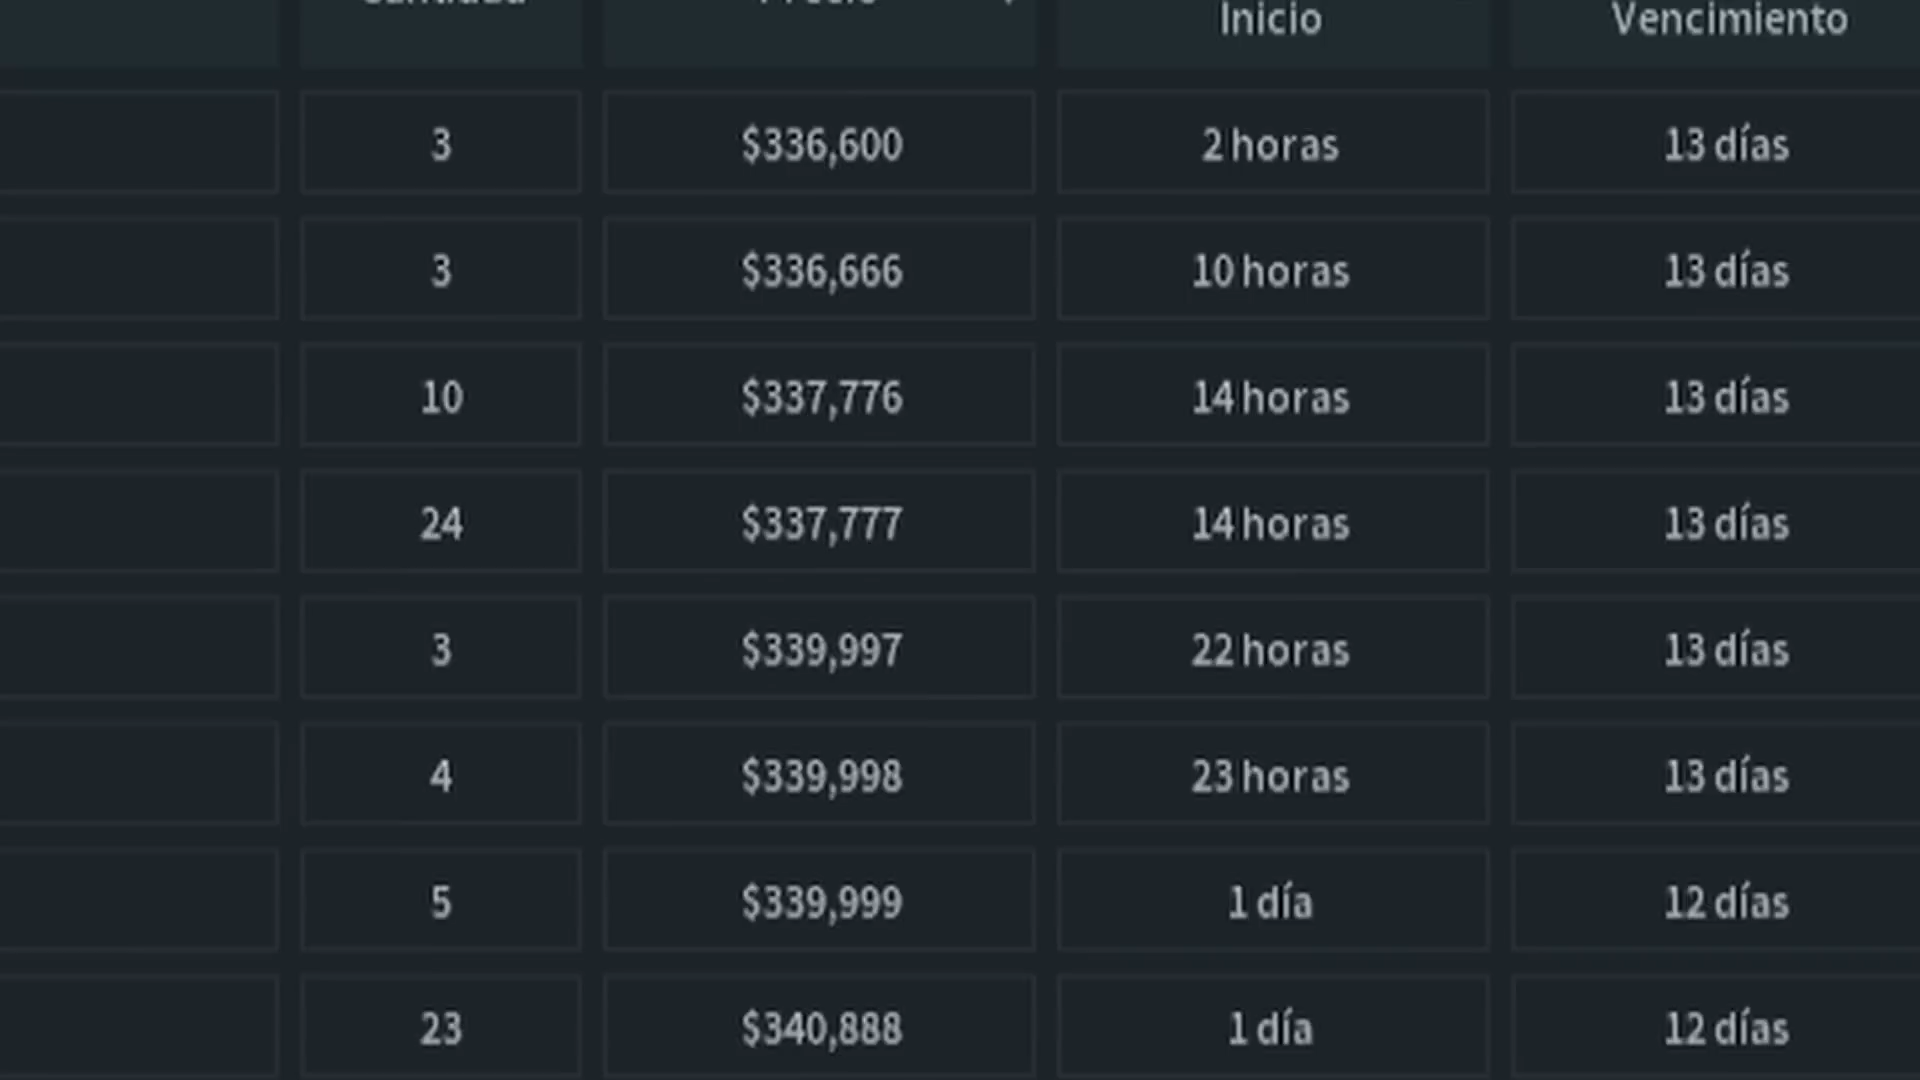 Cantidad Precio Inicio Vencimiento
3 $336,600 2 horas 13 días
3 $336,666 10 horas 13 días
10 $337,776 14 horas 13 días
24 $337,777 14 horas 13 días
3 $339,997 22 horas 13 días
4 $339,998 23 horas 13 días
5 $339,999 1 día 12 días
23 $340,888 1 día 12 días